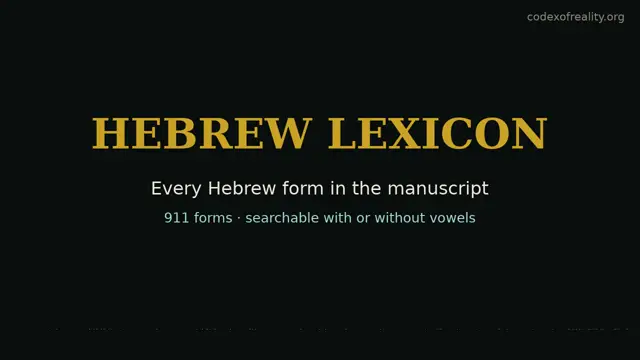 codexofreality.org
HEBREW LEXICON
Every Hebrew form in the manuscript
911 forms · searchable with or without vowels